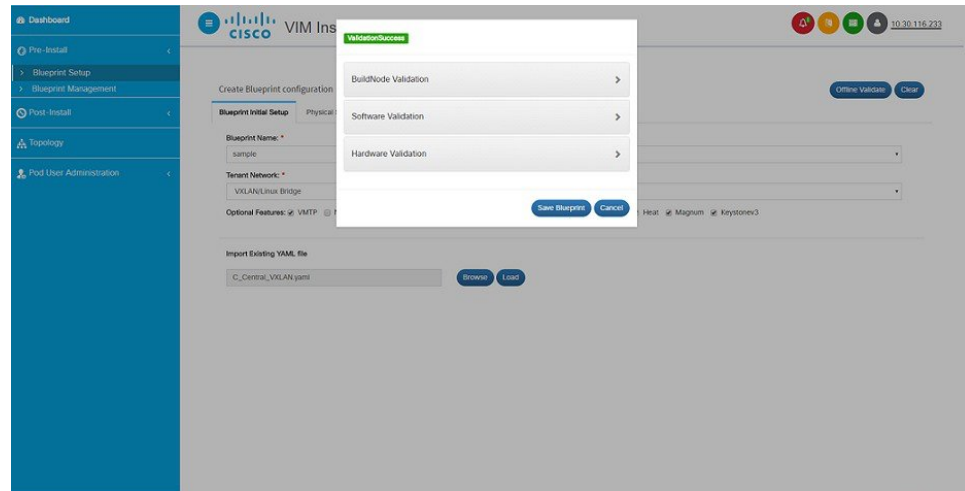 Dashboard
Pre-Install
Blueprint Setup
Blueprint Management
Post-Install
Topology
Pod User Administration
CISCO
VIM Ins
10.30.116.233
ValidationSuccess
BuildNode Validation
Software Validation
Hardware Validation
Save Blueprint Cancel
Create Blueprint configuration
Offline Validate Clear
Blueprint Initial Setup Physical
Blueprint Name: *
sample
Tenant Network: *
VXLAN/Linux Bridge
Optional Features: VMTP Heat Magnum Keystonev3
Import Existing YAML file
C_Central_VXLAN.yaml Browse Load